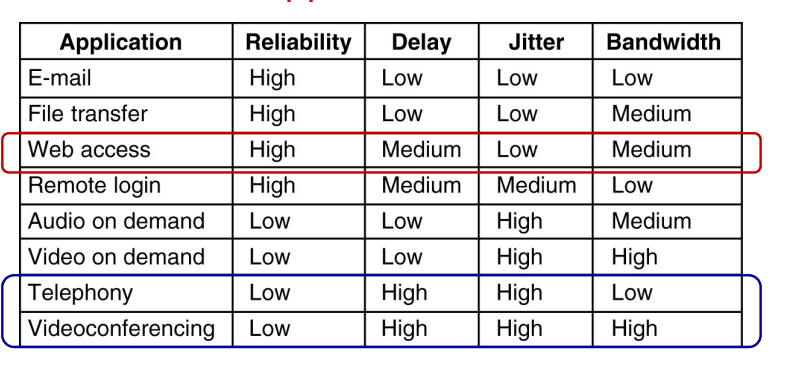 Application Reliability Delay Jitter Bandwidth
E-mail High Low Low Low
File transfer High Low Low Medium
Web access High Medium Low Medium
Remote login High Medium Medium Low
Audio on demand Low Low High Medium
Video on demand Low Low High High
Telephony Low High High Low
Videoconferencing Low High High High